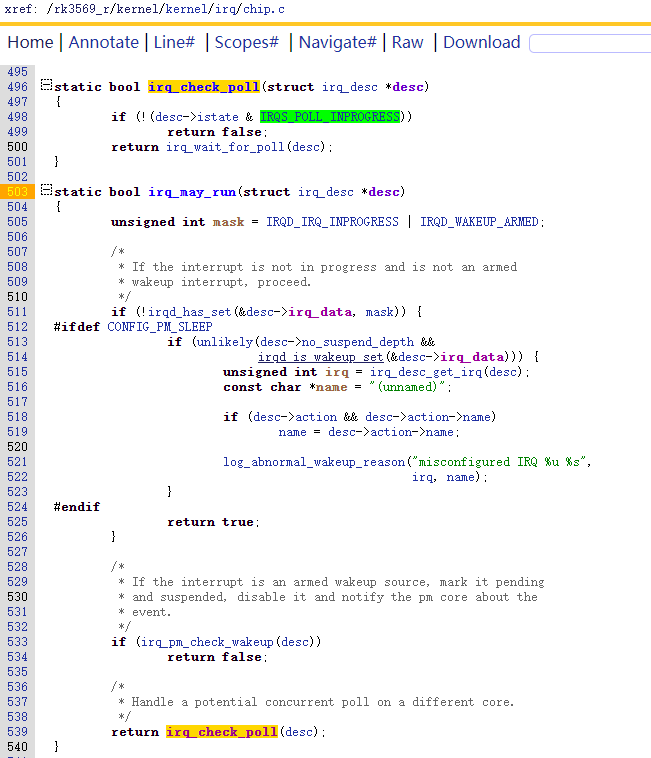 xref: /rk3569_r/kernel/kernel/irq/chip.c
Home | Annotate | Line# | Scopes# | Navigate# | Raw | Download
495
496 static bool irq_check_poll(struct irq_desc *desc)
497 {
498 if (!(desc->istate & IRQS_POLL_INPROGRESS))
499 return false;
500 return irq_wait_for_poll(desc);
501 }
502
503 static bool irq_may_run(struct irq_desc *desc)
504 {
505 unsigned int mask = IRQD_IRQ_INPROGRESS | IRQD_WAKEUP_ARMED;
506
507 /*
508 * If the interrupt is not in progress and is not an armed
509 * wakeup interrupt, proceed.
510 */
511 if (!irqd_has_set(&desc->irq_data, mask)) {
512 #ifdef CONFIG_PM_SLEEP
513 if (unlikely(desc->no_suspend_depth &&
514 irqd_is_wakeup_set(&desc->irq_data))) {
515 unsigned int irq = irq_desc_get_irq(desc);
516 const char *name = "(unnamed)";
517
518 if (desc->action && desc->action->name)
519 name = desc->action->name;
520
521 log_abnormal_wakeup_reason("misconfigured IRQ %u %s",
522 irq, name);
523 }
524 #endif
525 return true;
526 }
527
528 /*
529 * If the interrupt is an armed wakeup source, mark it pending
530 * and suspended, disable it and notify the pm core about the
531 * event.
532 */
533 if (irq_pm_check_wakeup(desc))
534 return false;
535
536 /*
537 * Handle a potential concurrent poll on a different core.
538 */
539 return irq_check_poll(desc);
540 }